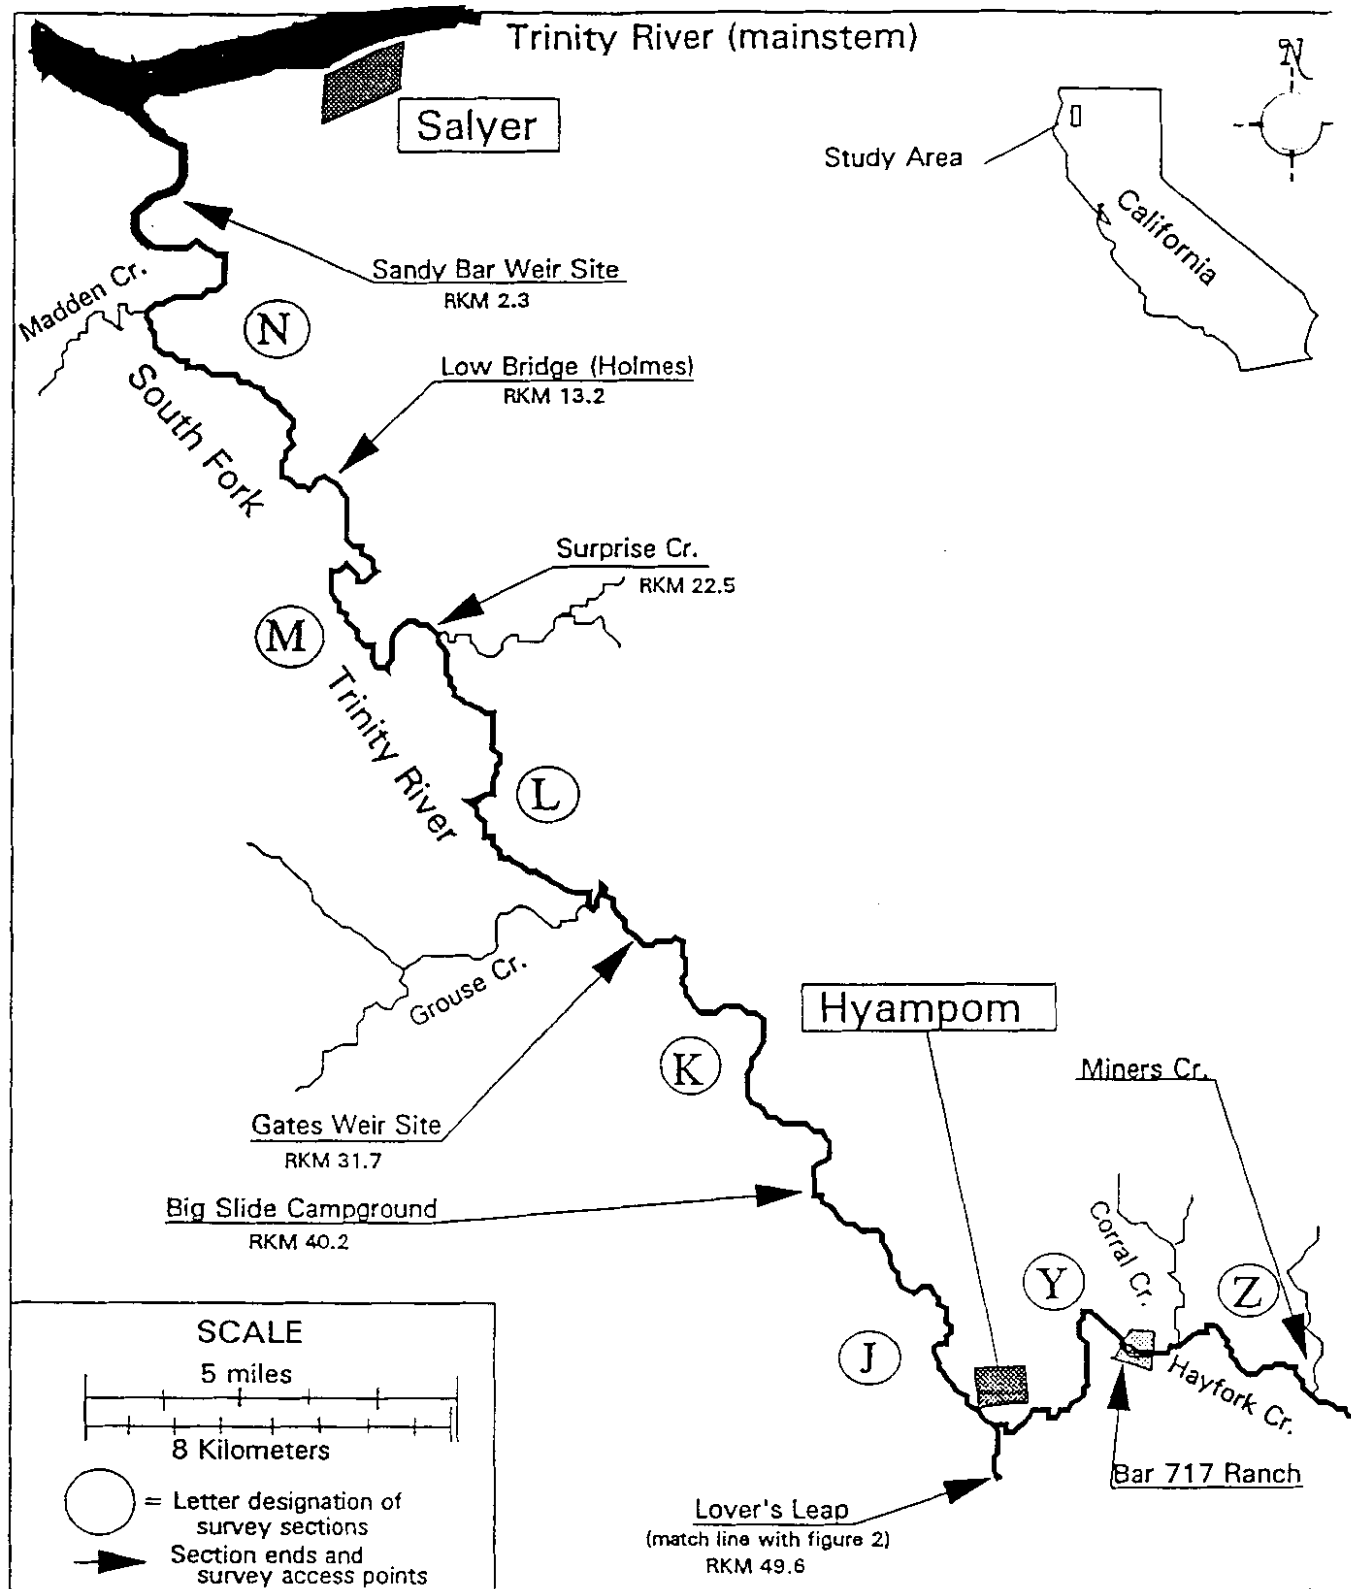 Trinity River (mainstem)
N
Salyer
Study Area
California
Sandy Bar Weir Site
RKM 2.3
Madden Cr.
N
Low Bridge (Holmes)
RKM 13.2
South Fork
Surprise Cr.
RKM 22.5
M
Trinity River
L
Grouse Cr.
Hyampom
K
Miners Cr.
Gates Weir Site
RKM 31.7
Big Slide Campground
RKM 40.2
Corral Cr.
Y
Z
J
Hayfork Cr.
Bar 717 Ranch
Lover's Leap
(match line with figure 2)
RKM 49.6
SCALE
5 miles
8 Kilometers
= Letter designation of
survey sections
Section ends and
survey access points